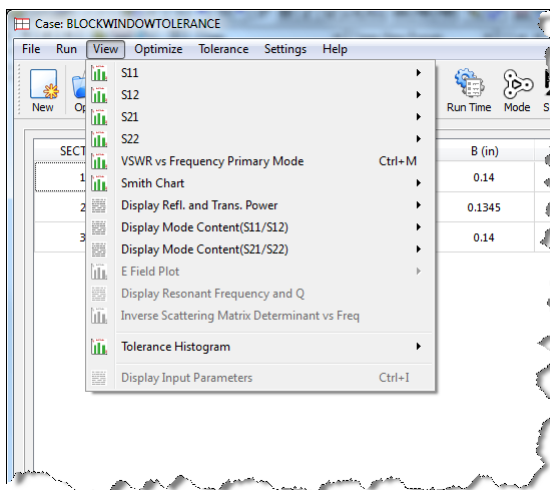 Case: BLOCKWINDOWTOLERANCE
File Run View Optimize Tolerance Settings Help
New
Run Time Mode
SECT
B (in)
1
0.14
2
0.1345
3
0.14
S11
S12
S21
S22
VSWR vs Frequency Primary Mode Ctrl+M
Smith Chart
Display Refl. and Trans. Power
Display Mode Content(S11/S12)
Display Mode Content(S21/S22)
E Field Plot
Display Resonant Frequency and Q
Inverse Scattering Matrix Determinant vs Freq
Tolerance Histogram
Display Input Parameters Ctrl+I